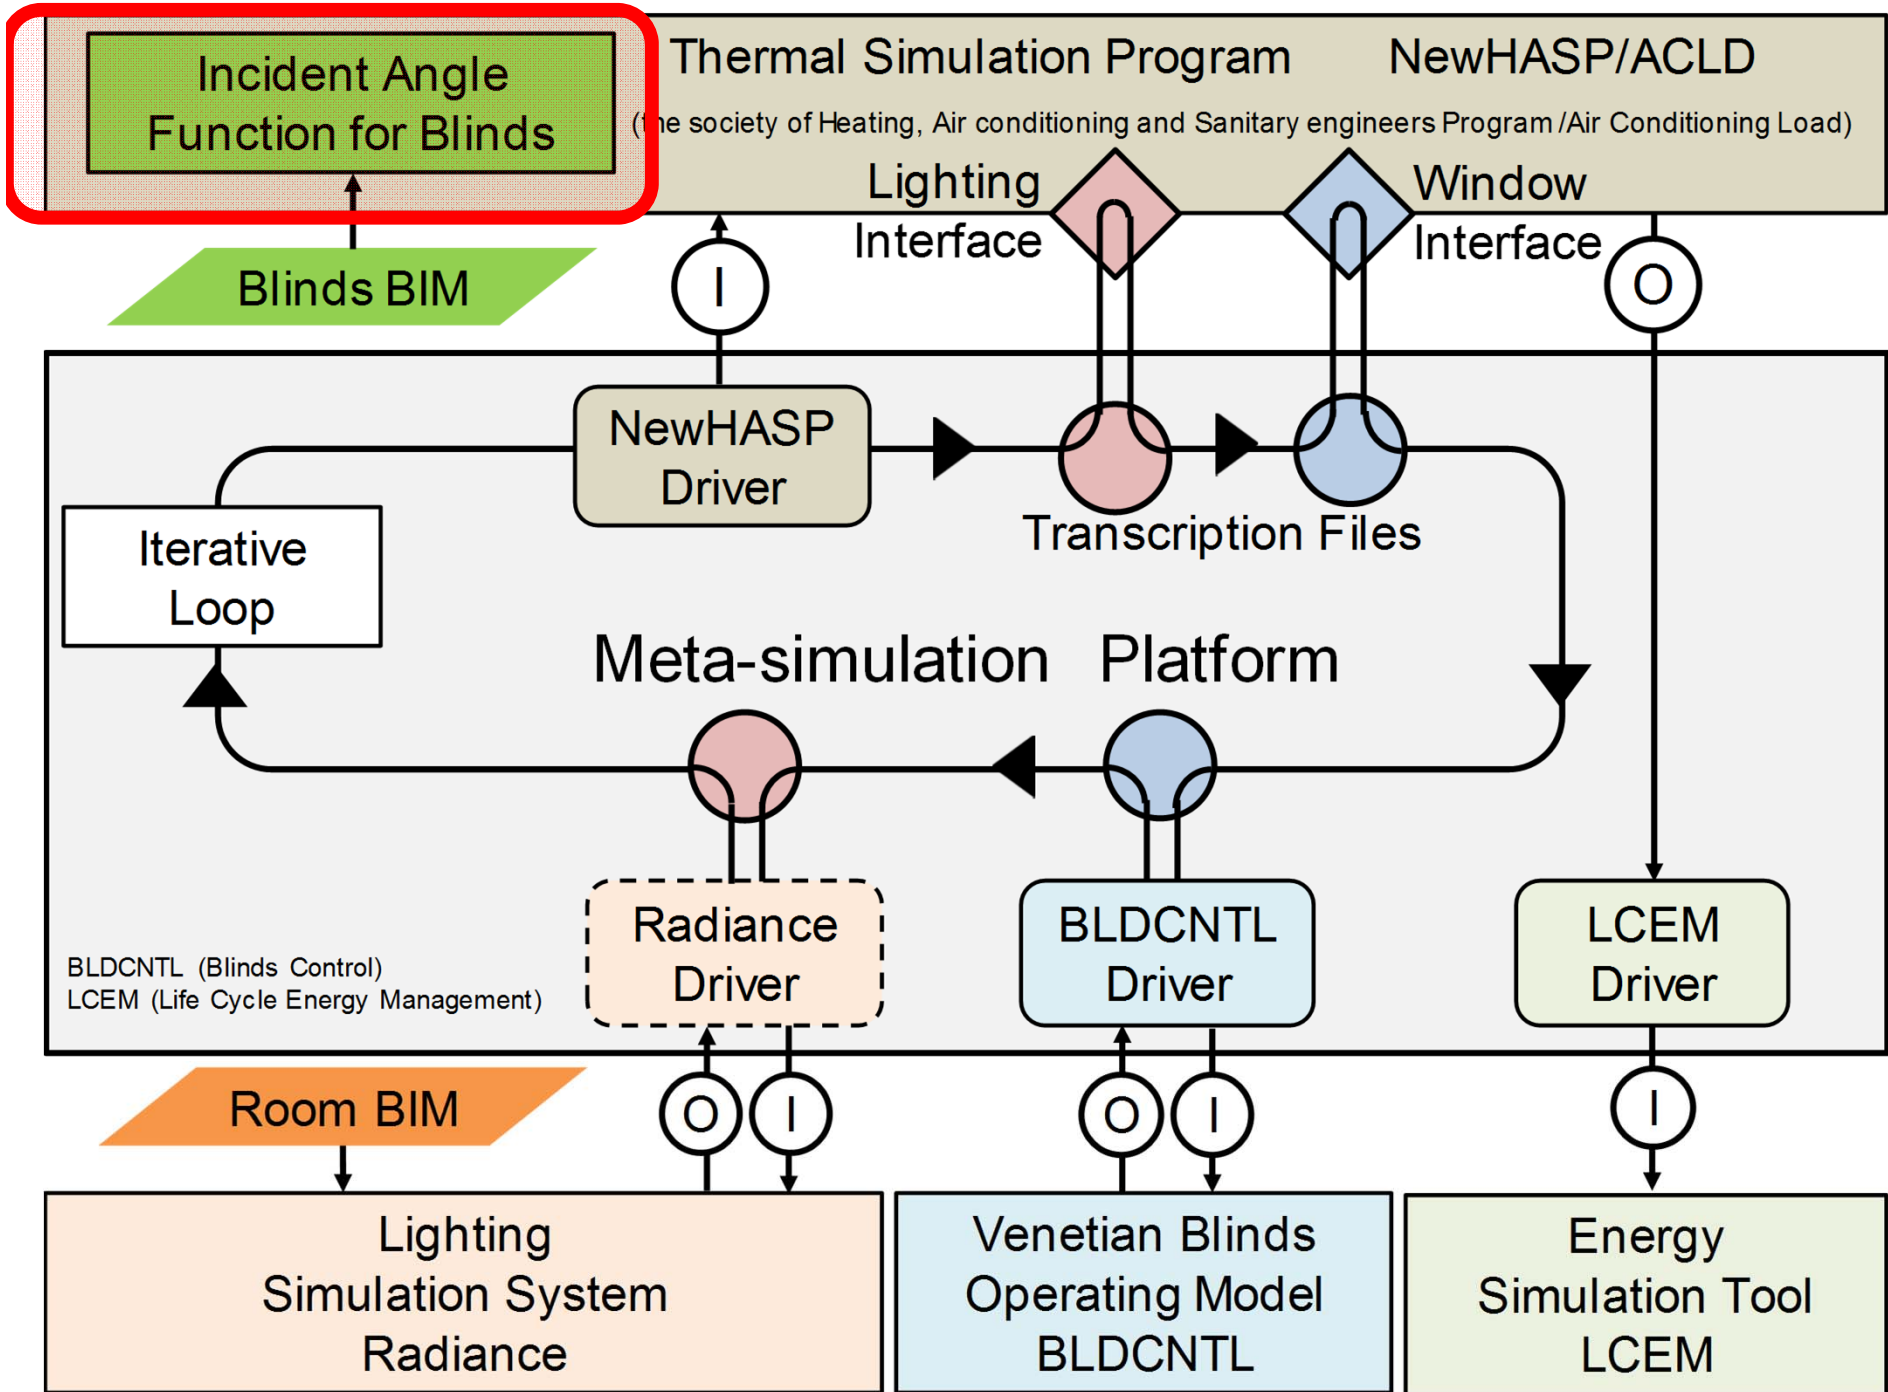 Incident Angle
Function for Blinds
Thermal Simulation Program NewHASP/ACLD
(the society of Heating, Air conditioning and Sanitary engineers Program /Air Conditioning Load)
Lighting
Interface
Window
Interface
Blinds BIM
I
O
NewHASP
Driver
Transcription Files
Iterative
Loop
Meta-simulation Platform
Radiance
Driver
BLDCNTL
Driver
LCEM
Driver
BLDCNTL (Blinds Control)
LCEM (Life Cycle Energy Management)
Room BIM
O
I
O
I
I
Lighting
Simulation System
Radiance
Venetian Blinds
Operating Model
BLDCNTL
Energy
Simulation Tool
LCEM